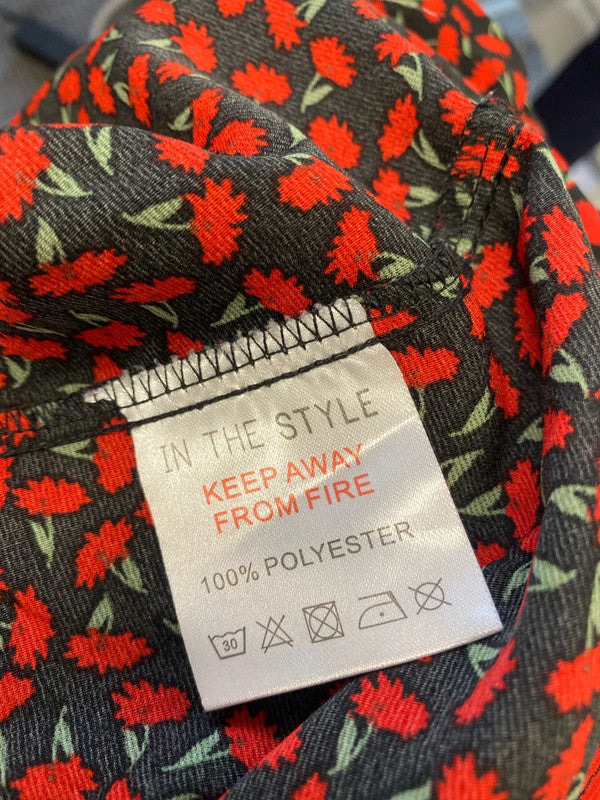 IN THE STYLE
KEEP AWAY
FROM FIRE
100% POLYESTER
30